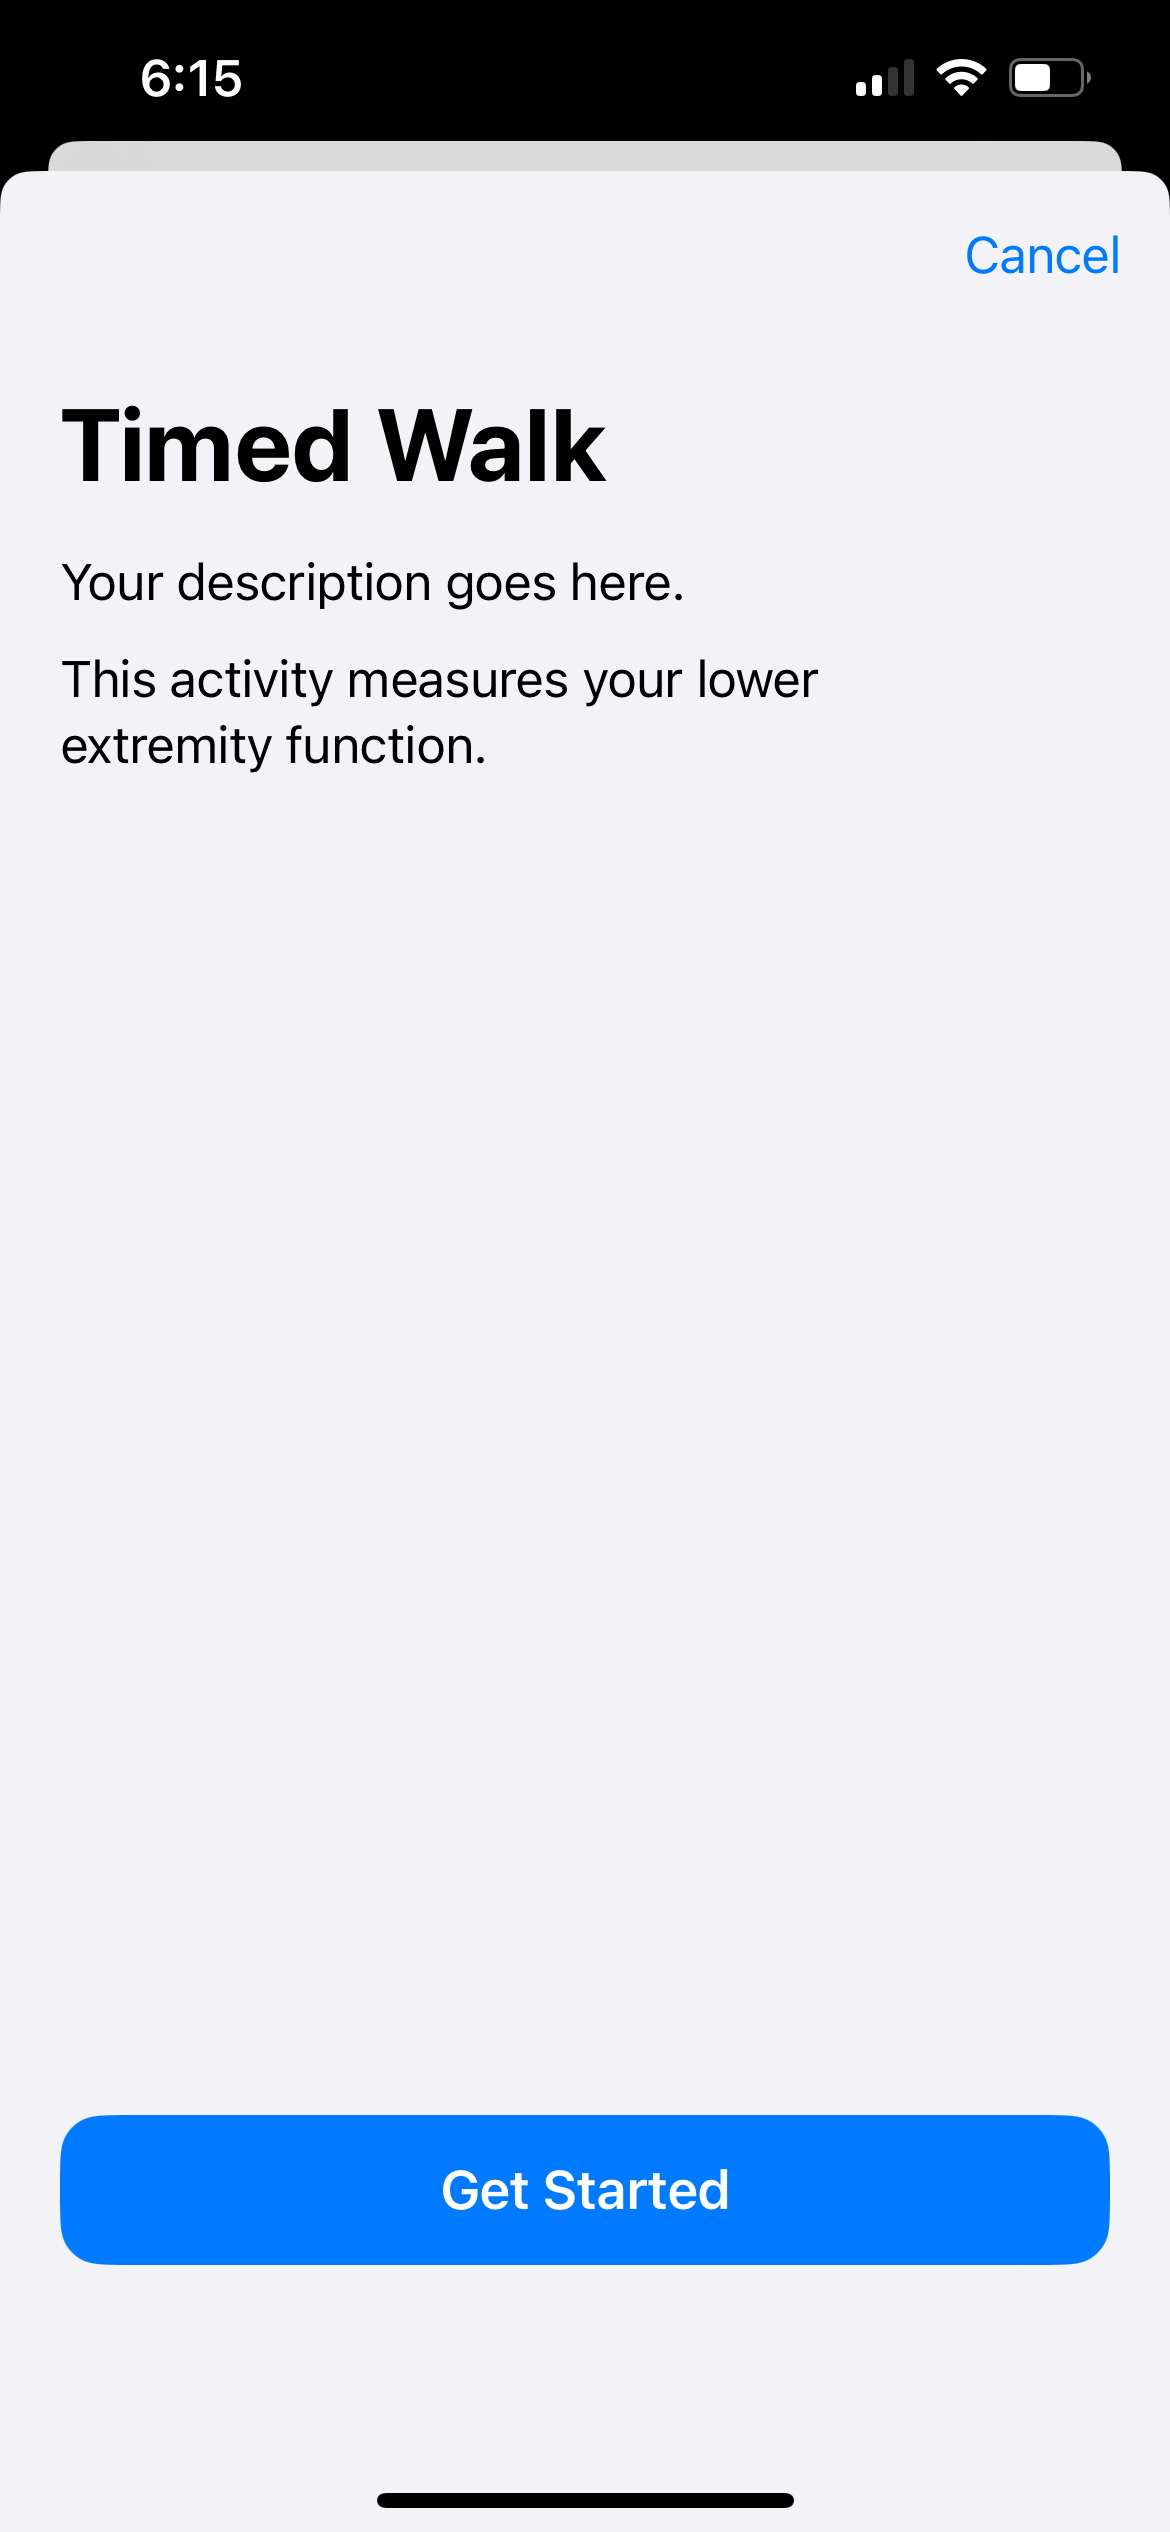 6:15
Cancel
Timed Walk
Your description goes here.
This activity measures your lower
extremity function.
Get Started